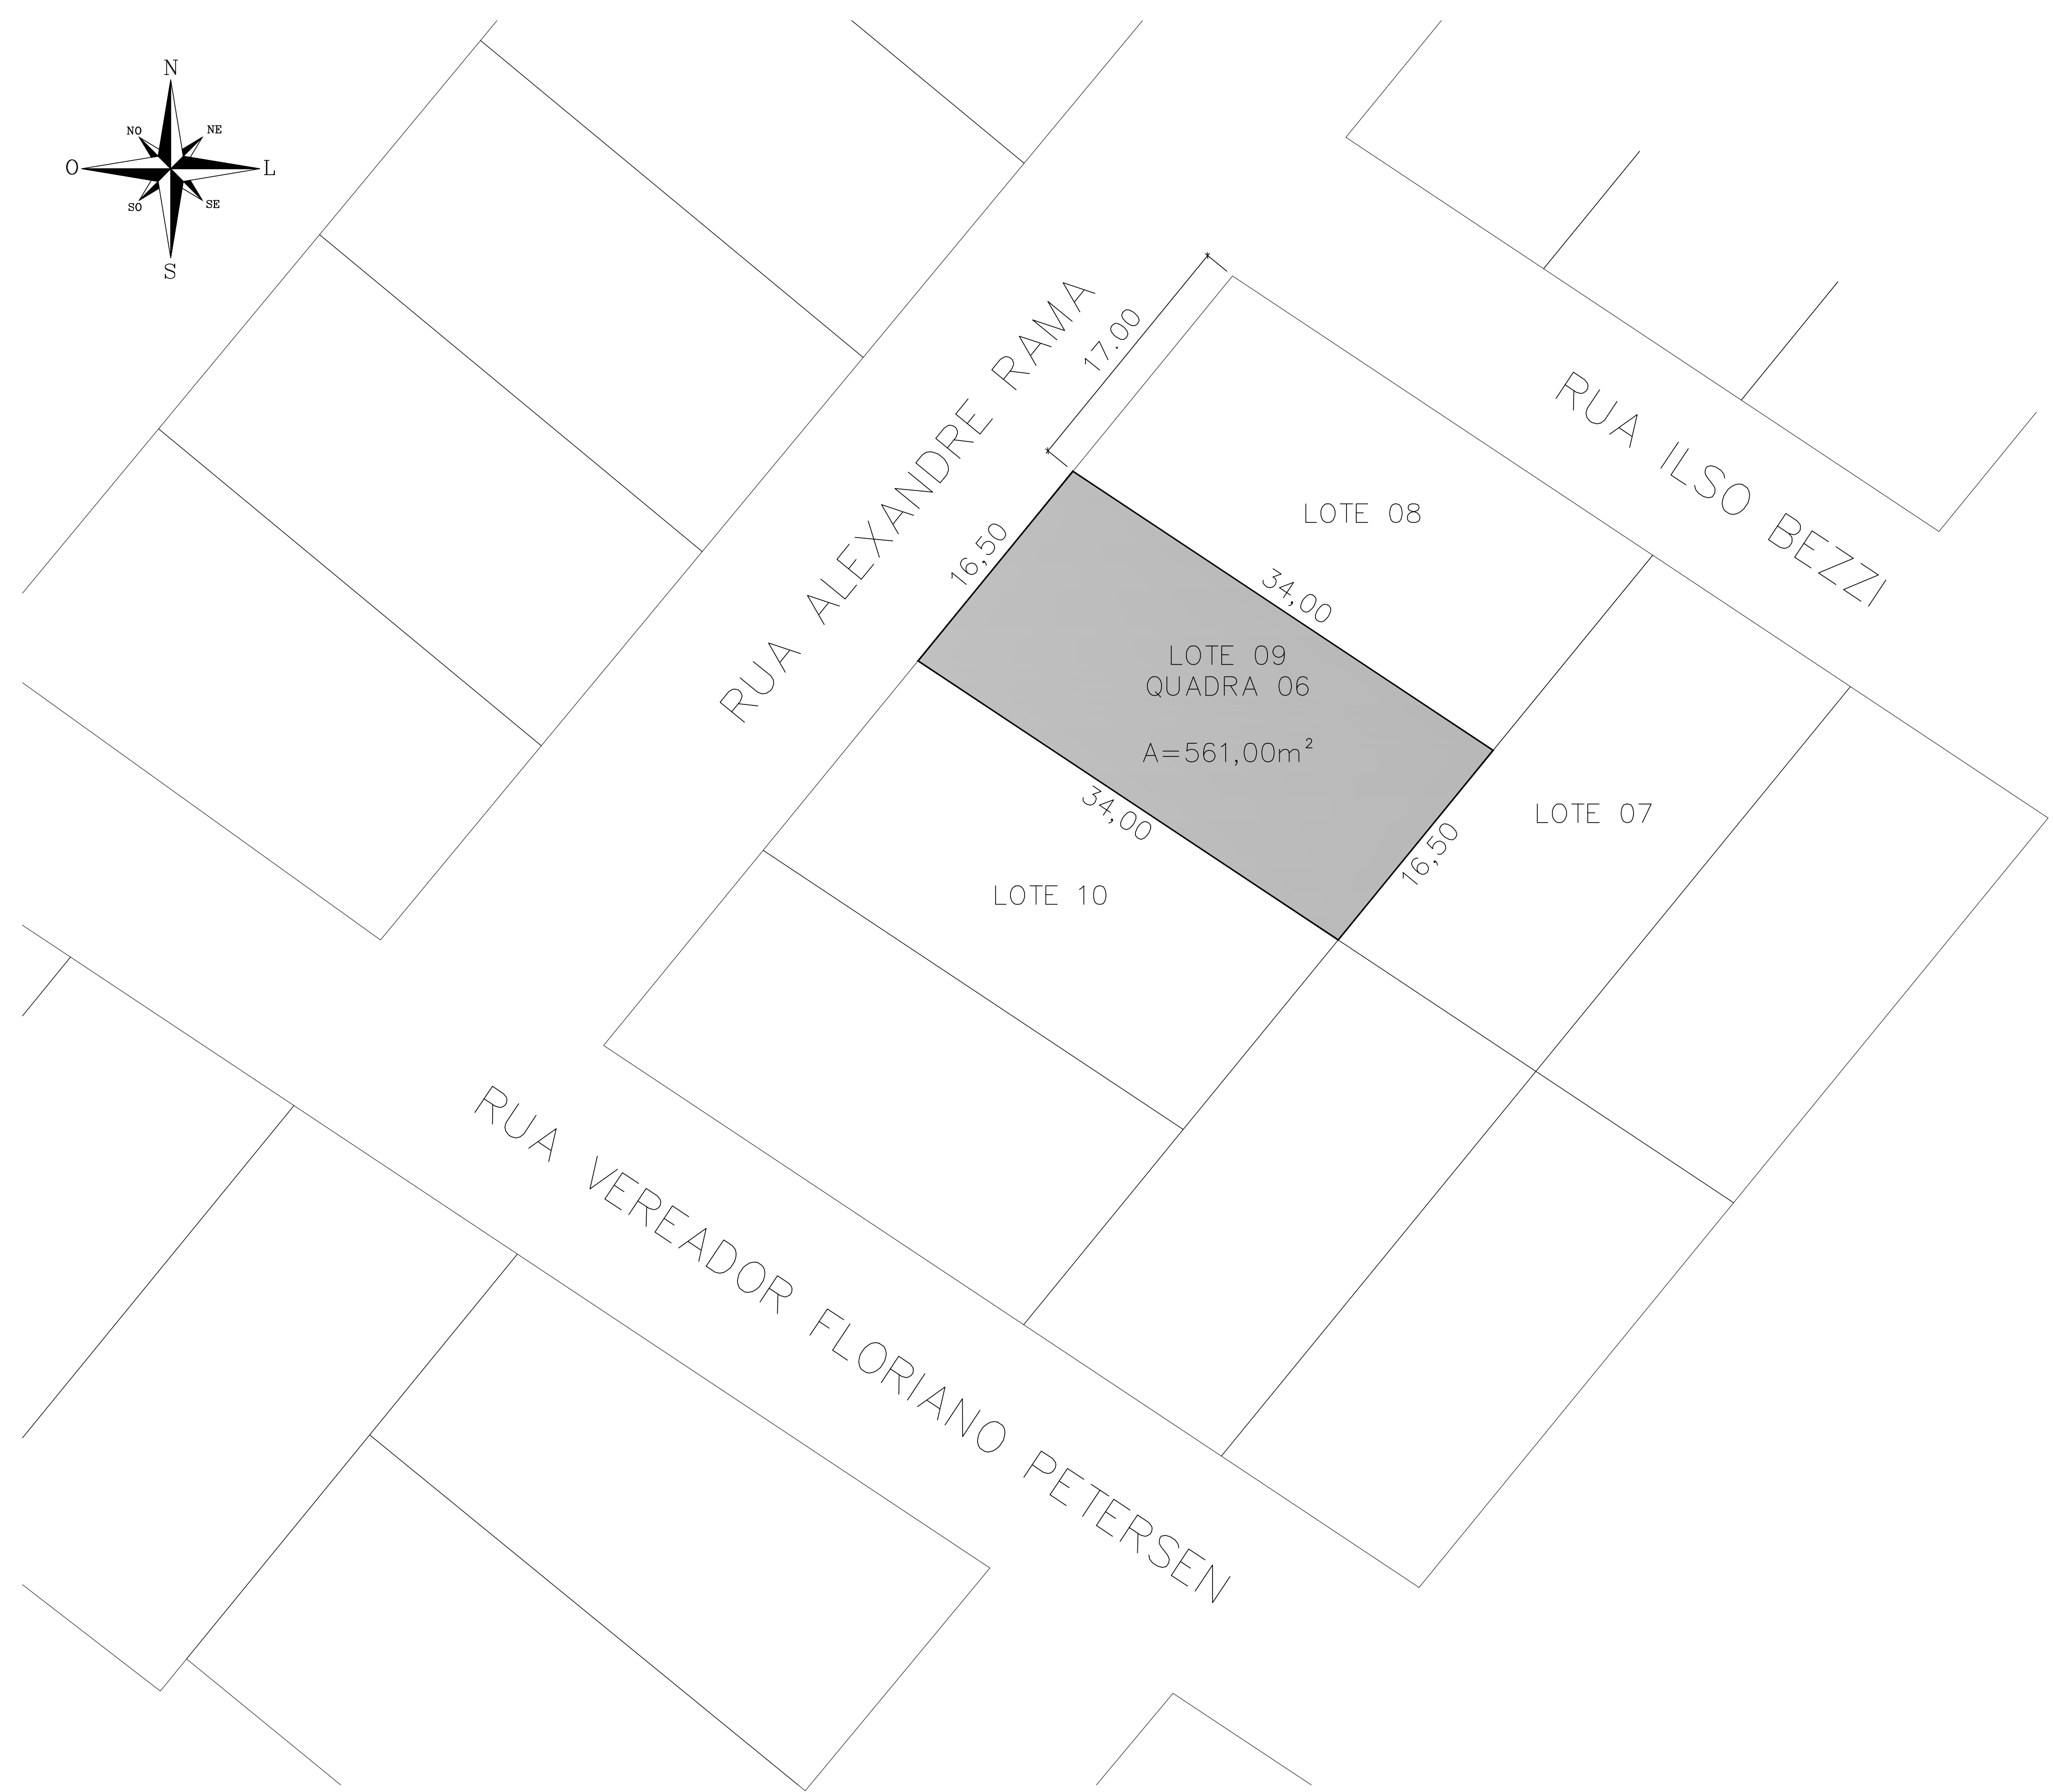 N
NO
NE
O
L
SO
SE
S
17.00
RUA ALEXANDRE RAMA
RUA ILSO BEZZI
LOTE 08
16,50
34,00
LOTE 09
QUADRA 06
A=561,00m²
34,00
LOTE 07
16,50
LOTE 10
RUA VEREADOR FLORIANO PETERSEN